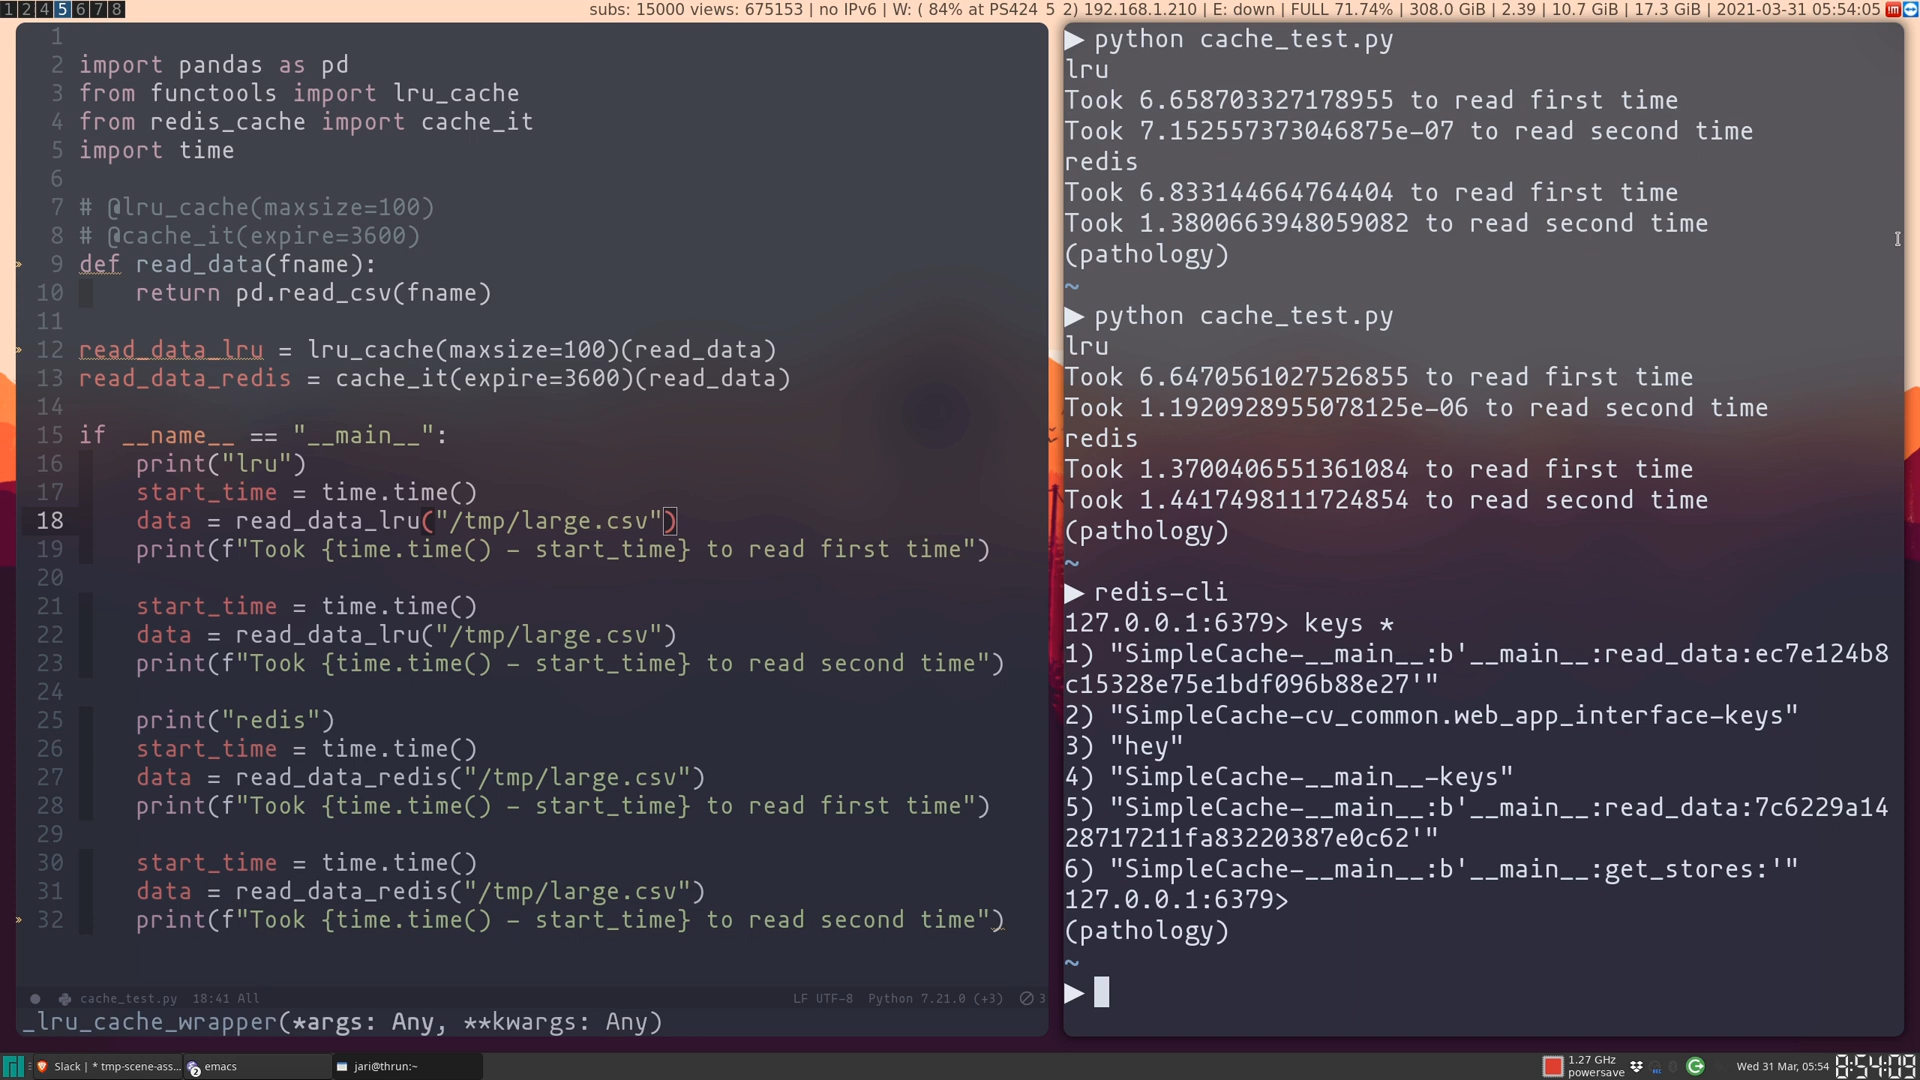 1 2 4 5 6 7 8 subs: 15000 views: 675153 | no IPv6 | W: ( 84% at PS424_5_2) 192.168.1.210 | E: down | FULL 71.74% | 308.0 GiB | 2.39 | 10.7 GiB | 17.3 GiB | 2021-03-31 05:54:05
1
2 import pandas as pd
3 from functools import lru_cache
4 from redis_cache import cache_it
5 import time
6
7 # @lru_cache(maxsize=100)
8 # @cache_it(expire=3600)
9 def read_data(fname):
10 return pd.read_csv(fname)
11
12 read_data_lru = lru_cache(maxsize=100)(read_data)
13 read_data_redis = cache_it(expire=3600)(read_data)
14
15 if __name__ == "__main__":
16 print("lru")
17 start_time = time.time()
18 data = read_data_lru("/tmp/large.csv")
19 print(f"Took {time.time() - start_time} to read first time")
20
21 start_time = time.time()
22 data = read_data_lru("/tmp/large.csv")
23 print(f"Took {time.time() - start_time} to read second time")
24
25 print("redis")
26 start_time = time.time()
27 data = read_data_redis("/tmp/large.csv")
28 print(f"Took {time.time() - start_time} to read first time")
29
30 start_time = time.time()
31 data = read_data_redis("/tmp/large.csv")
32 print(f"Took {time.time() - start_time} to read second time")
cache_test.py 18:41 All LF UTF-8 Python 7.21.0 (+3) 3
_lru_cache_wrapper(*args: Any, **kwargs: Any)
▶ python cache_test.py
lru
Took 6.658703327178955 to read first time
Took 7.152557373046875e-07 to read second time
redis
Took 6.833144664764404 to read first time
Took 1.3800663948059082 to read second time
(pathology)
~
▶ python cache_test.py
lru
Took 6.6470561027526855 to read first time
Took 1.1920928955078125e-06 to read second time
redis
Took 1.3700406551361084 to read first time
Took 1.4417498111724854 to read second time
(pathology)
~
▶ redis-cli
127.0.0.1:6379> keys *
1) "SimpleCache-__main__:b'__main__:read_data:ec7e124b8
c15328e75e1bdf096b88e27'"
2) "SimpleCache-cv_common.web_app_interface-keys"
3) "hey"
4) "SimpleCache-__main__-keys"
5) "SimpleCache-__main__:b'__main__:read_data:7c6229a14
28717211fa83220387e0c62'"
6) "SimpleCache-__main__:b'__main__:get_stores:'"
127.0.0.1:6379>
(pathology)
~
▶
Slack | * tmp-scene-ass... emacs jari@thrun:~ 1.27 GHz Wed 31 Mar, 05:54 8:54:09
powersave